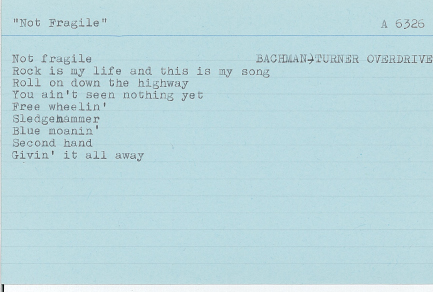 "Not Fragile" A 6326
Not fragile BACHMAN-TURNER OVERDRIVE
Rock is my life and this is my song
Roll on down the highway
You ain't seen nothing yet
Free wheelin'
Sledgehammer
Blue moanin'
Second hand
Givin' it all away